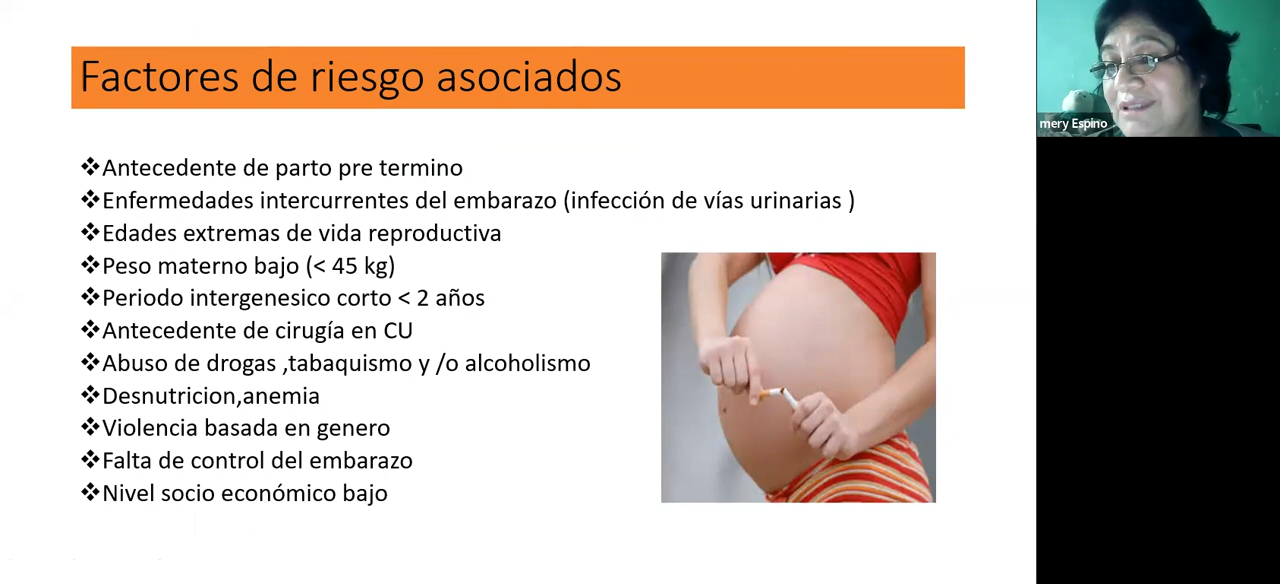 Factores de riesgo asociados
❖Antecedente de parto pre termino
❖Enfermedades intercurrentes del embarazo (infección de vías urinarias )
❖Edades extremas de vida reproductiva
❖Peso materno bajo (< 45 kg)
❖Periodo intergenesico corto < 2 años
❖Antecedente de cirugía en CU
❖Abuso de drogas ,tabaquismo y /o alcoholismo
❖Desnutricion,anemia
❖Violencia basada en genero
❖Falta de control del embarazo
❖Nivel socio económico bajo
mery Espino